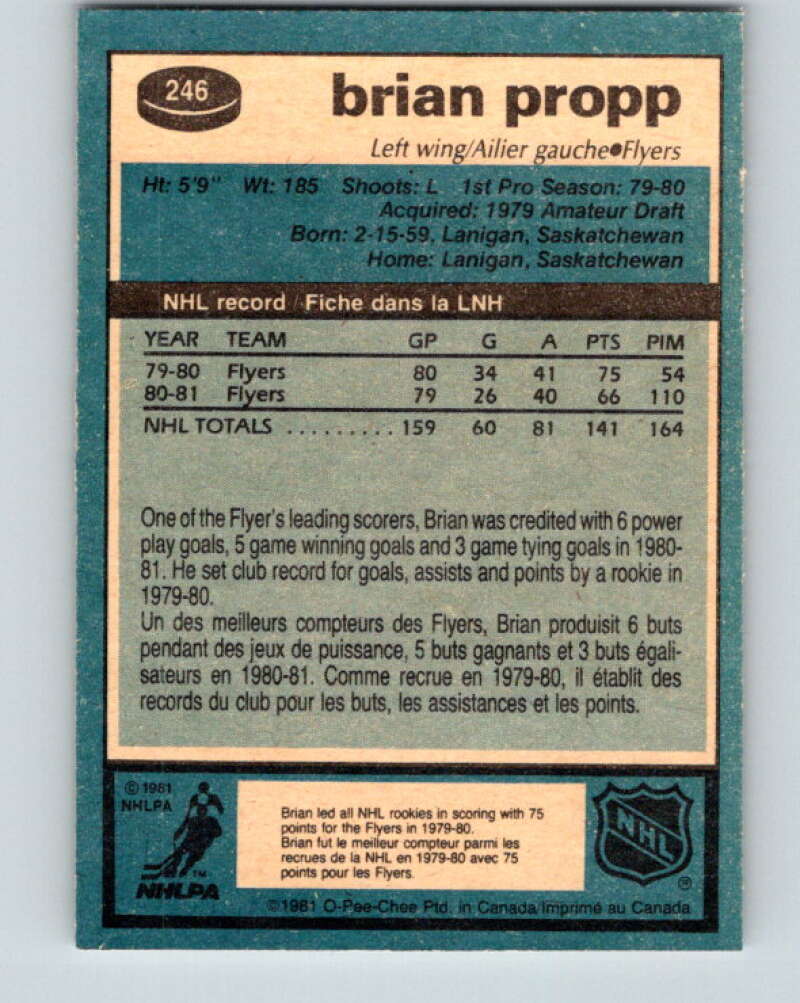 246
brian propp
Left wing/Ailier gauche●Flyers
Ht: 5'9" Wt: 185 Shoots: L 1st Pro Season: 79-80
Acquired: 1979 Amateur Draft
Born: 2-15-59, Lanigan, Saskatchewan
Home: Lanigan, Saskatchewan
NHL record / Fiche dans la LNH
YEAR TEAM GP G A PTS PIM
79-80 Flyers 80 34 41 75 54
80-81 Flyers 79 26 40 66 110
NHL TOTALS .......... 159 60 81 141 164
One of the Flyer's leading scorers, Brian was credited with 6 power
play goals, 5 game winning goals and 3 game tying goals in 1980-
81. He set club record for goals, assists and points by a rookie in
1979-80.
Un des meilleurs compteurs des Flyers, Brian produisit 6 buts
pendant des jeux de puissance, 5 buts gagnants et 3 buts égali-
sateurs en 1980-81. Comme recrue en 1979-80, il établit des
records du club pour les buts, les assistances et les points.
© 1981
NHLPA
TM
NHLPA
Brian led all NHL rookies in scoring with 75
points for the Flyers in 1979-80.
Brian fut le meilleur compteur parmi les
recrues de la NHL en 1979-80 avec 75
points pour les Flyers.
NHL
©1981 O-Pee-Chee Ptd. in Canada/Imprimé au Canada